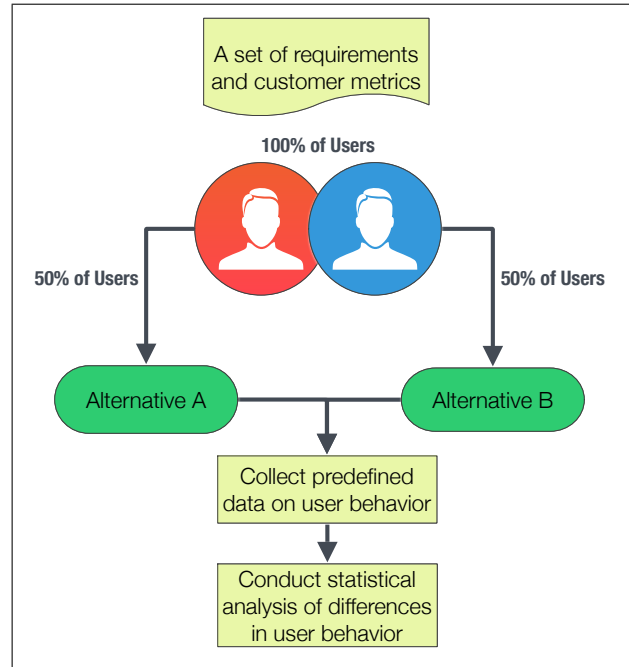 A set of requirements
and customer metrics
100% of Users
50% of Users
50% of Users
Alternative A
Alternative B
Collect predefined
data on user behavior
Conduct statistical
analysis of differences
in user behavior